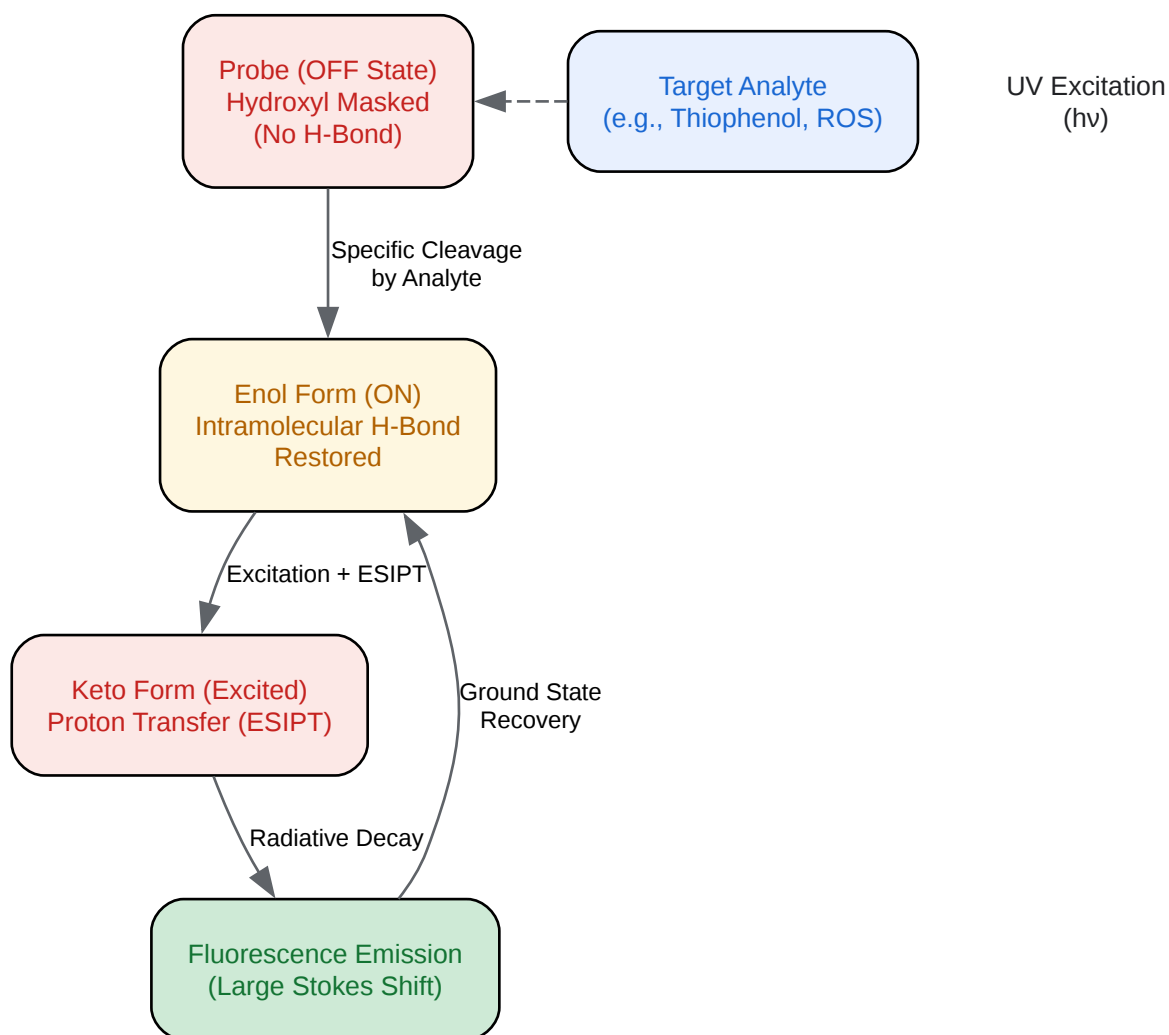 Probe (OFF State)
Hydroxyl Masked
(No H-Bond)
Target Analyte
(e.g., Thiophenol, ROS)
UV Excitation
(hν)
Specific Cleavage
by Analyte
Enol Form (ON)
Intramolecular H-Bond
Restored
Excitation + ESIPT
Keto Form (Excited)
Proton Transfer (ESIPT)
Ground State
Recovery
Radiative Decay
Fluorescence Emission
(Large Stokes Shift)